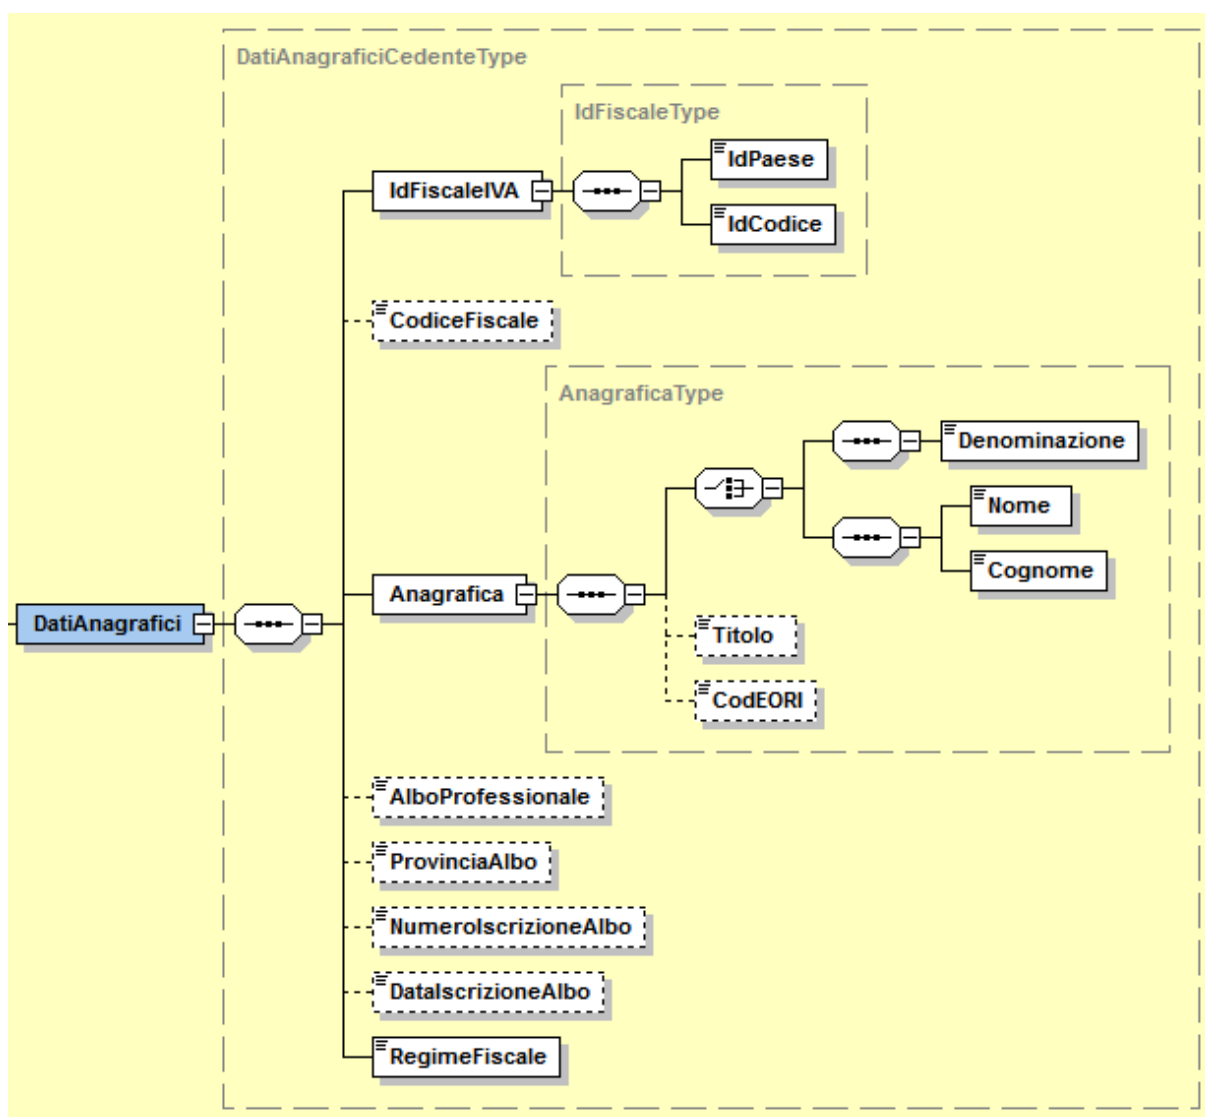 DatiAnagraficiCedenteType
IdFiscaleType
IdPaese
IdFiscaleIVA
IdCodice
CodiceFiscale
AnagraficaType
Denominazione
Nome
Cognome
Anagrafica
DatiAnagrafici
Titolo
CodEORI
AlboProfessionale
ProvinciaAlbo
NumeroIscrizioneAlbo
DataIscrizioneAlbo
RegimeFiscale